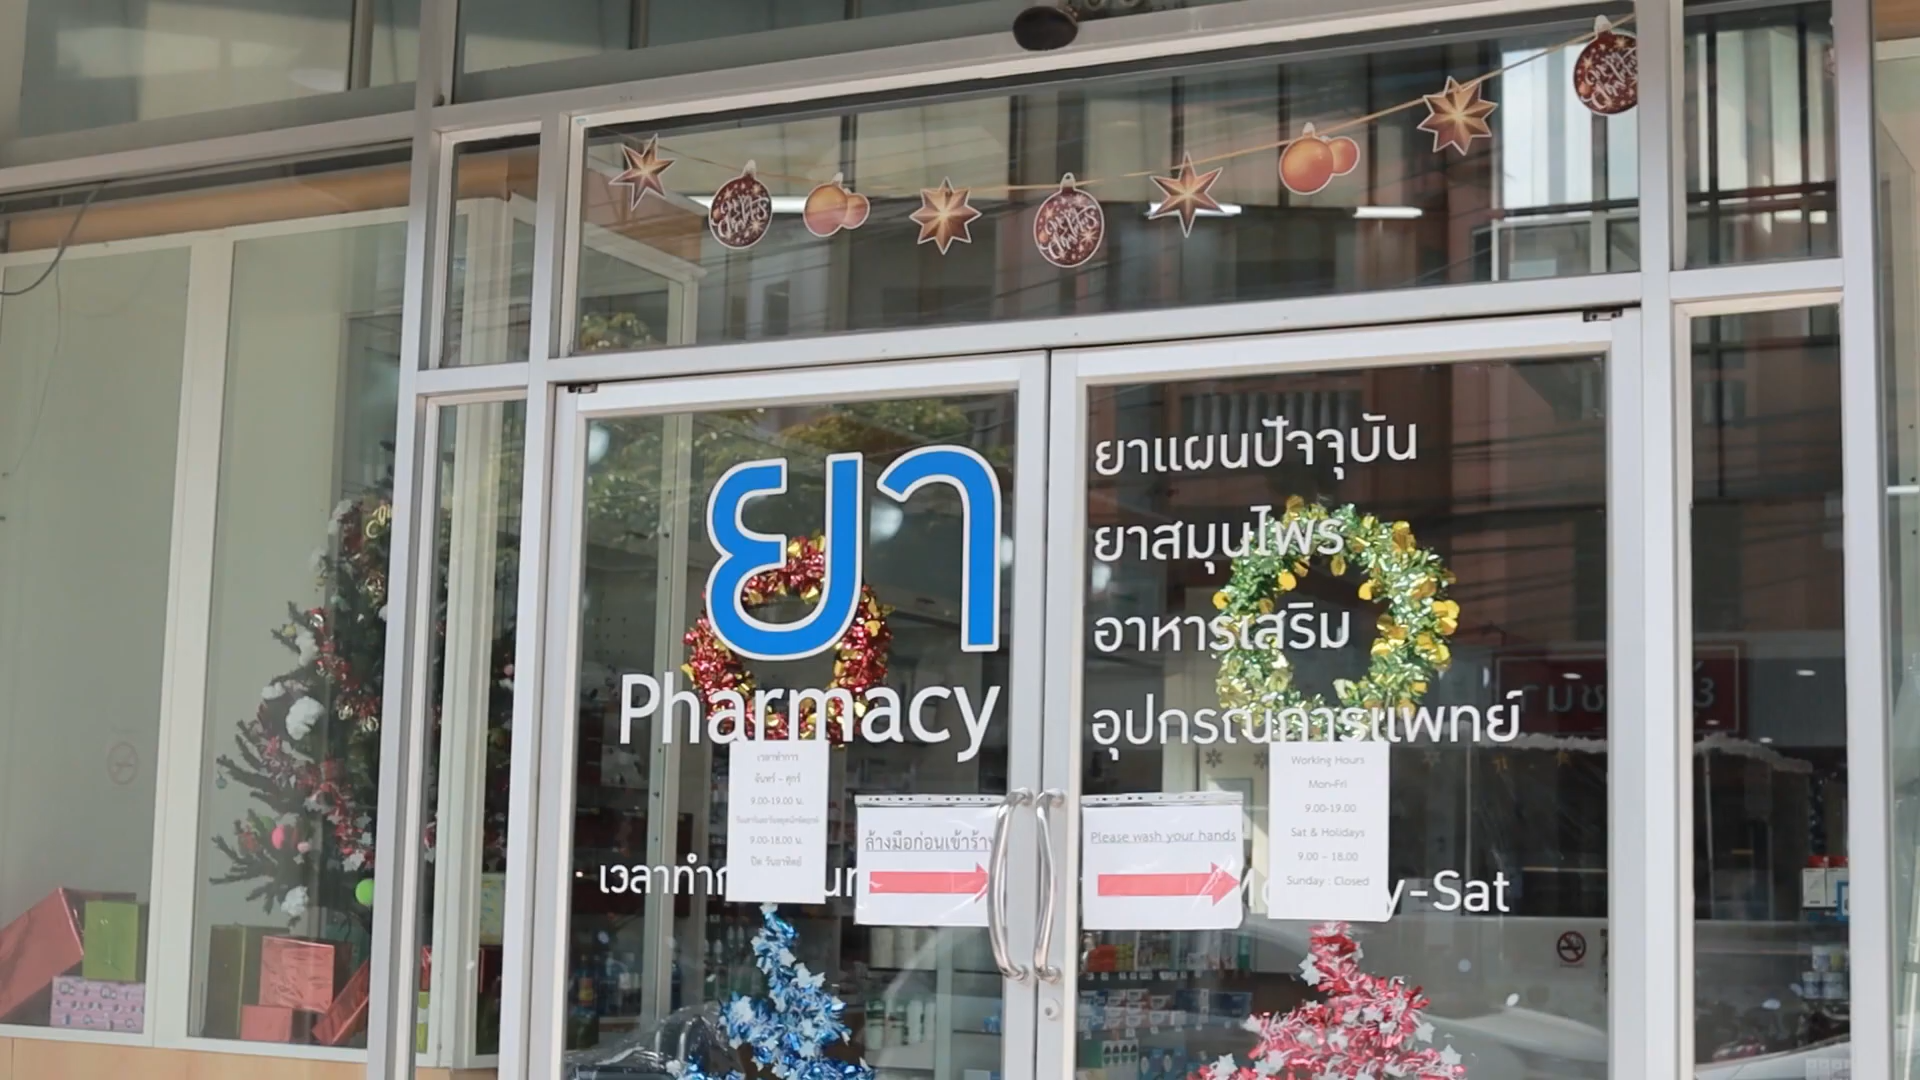 ยา
Pharmacy
ยาแผนปัจจุบัน
ยาสมุนไพร
อาหารเสริม
อุปกรณ์การแพทย์
เวลาทำการ
จันทร์ - ศุกร์
9.00-19.00 น.
9.00-18.00 น.
ปิด วันอาทิตย์
ล้างมือก่อนเข้าร้าน
Please wash your hands
Working Hours
Mon-Fri
9.00-19.00
Sat & Holidays
9.00 - 18.00
Sunday : Closed
-Sat